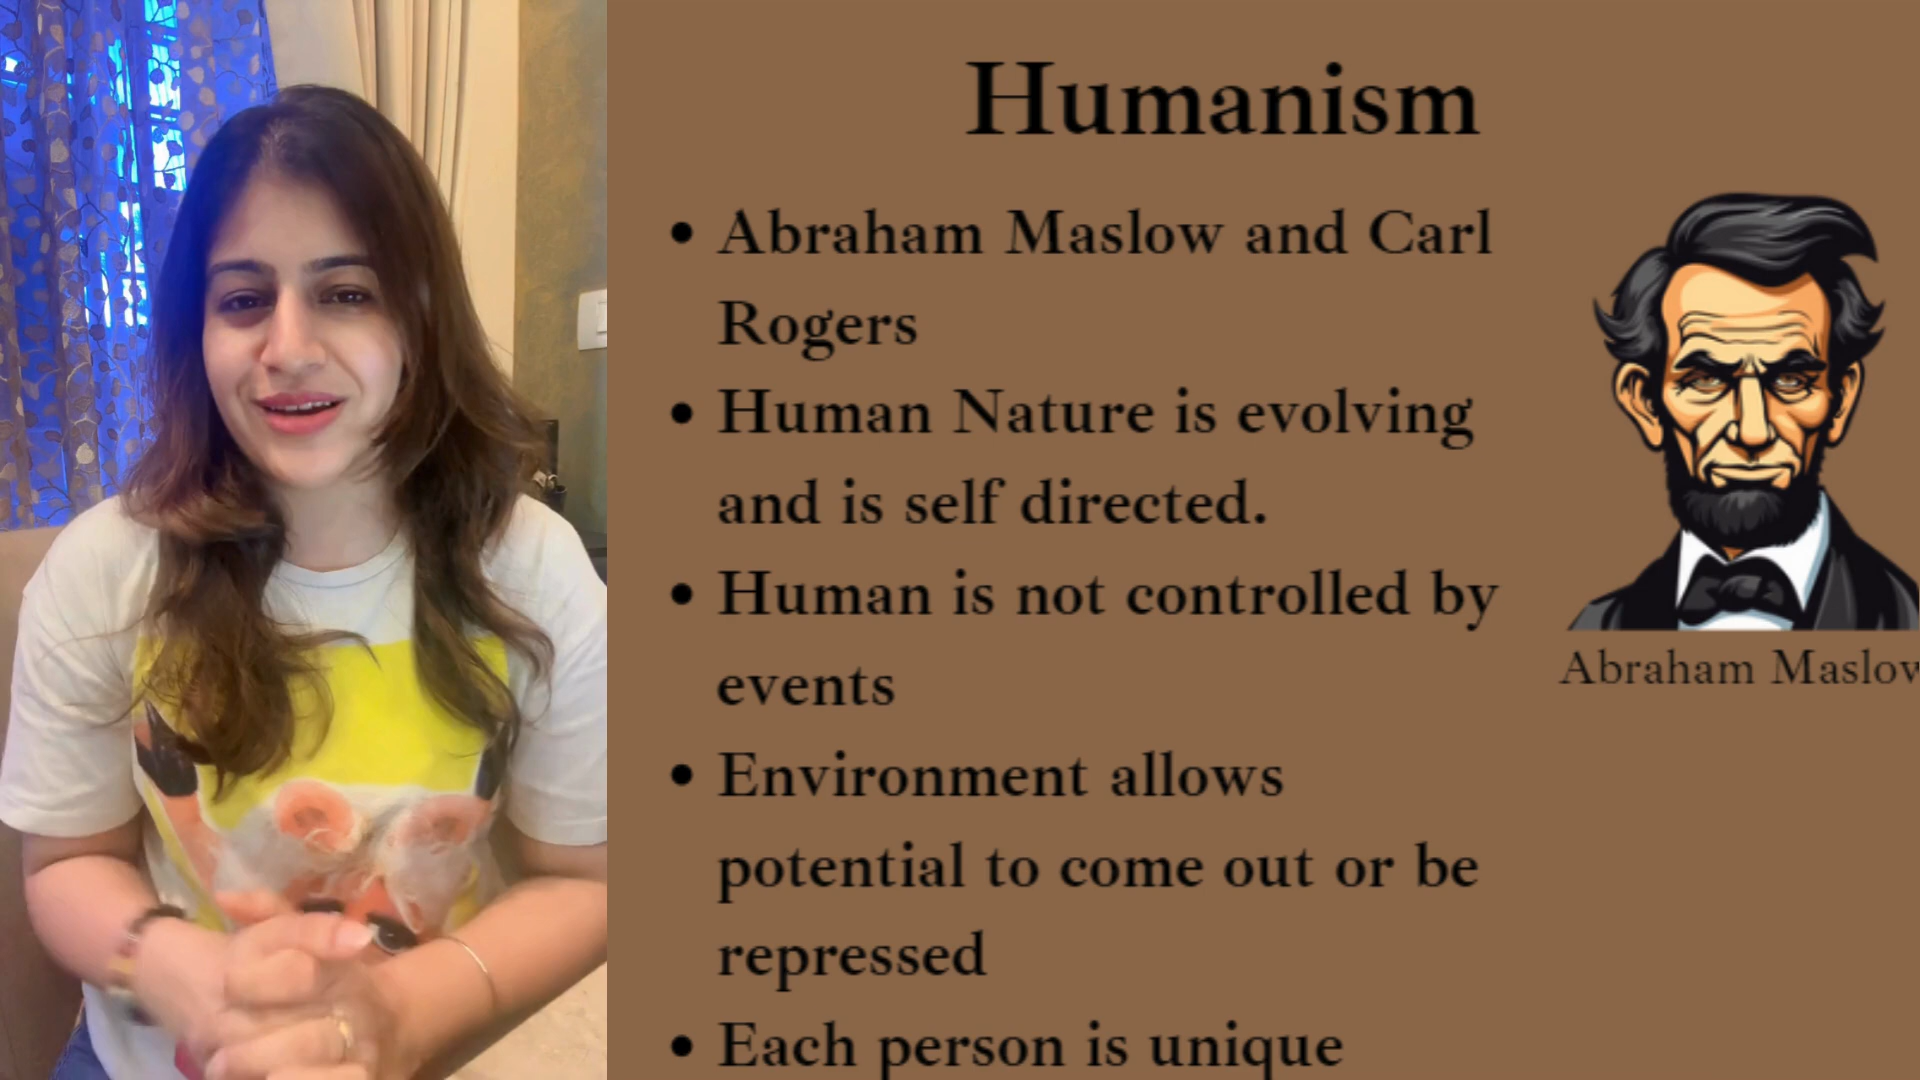 Humanism
• Abraham Maslow and Carl
Rogers
• Human Nature is evolving
and is self directed.
• Human is not controlled by
events
• Environment allows
potential to come out or be
repressed
• Each person is unique
Abraham Maslow